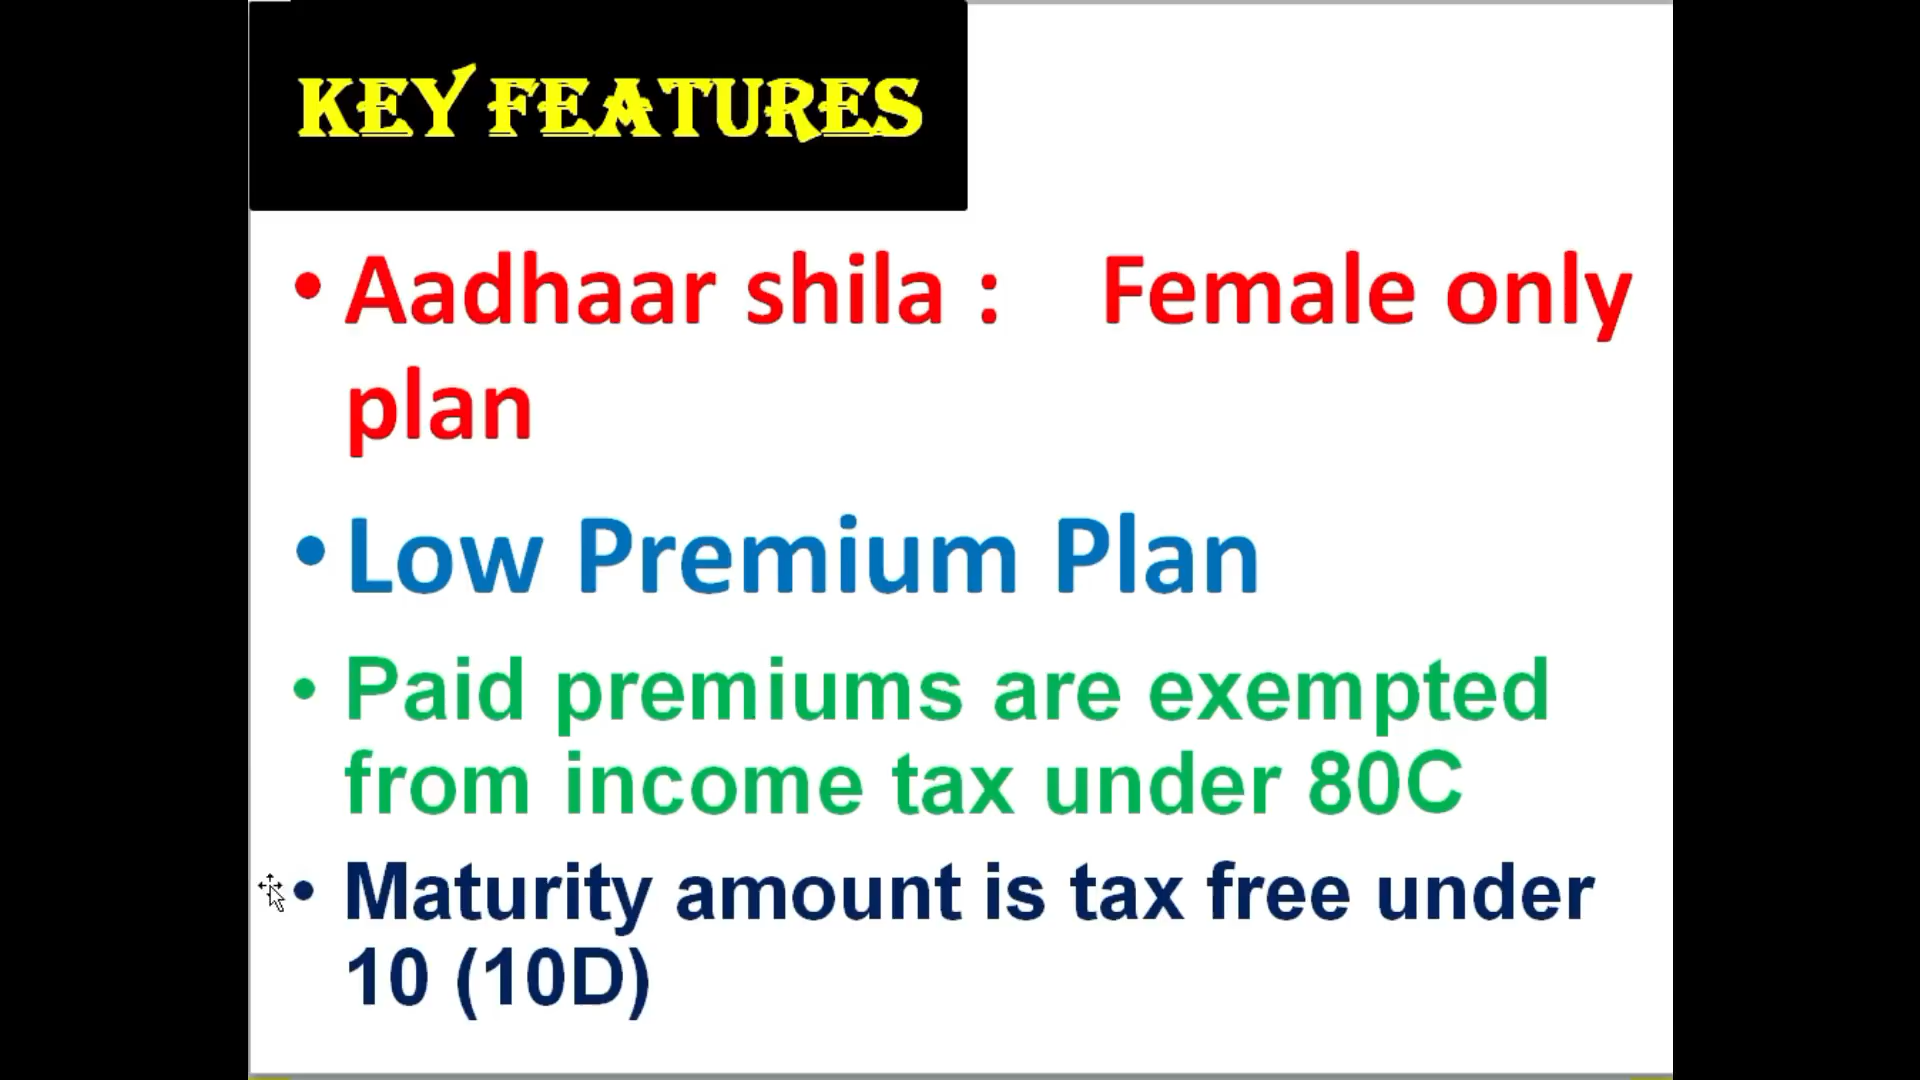 KEY FEATURES
• Aadhaar shila : Female only
plan
• Low Premium Plan
• Paid premiums are exempted
from income tax under 80C
• Maturity amount is tax free under
10 (10D)